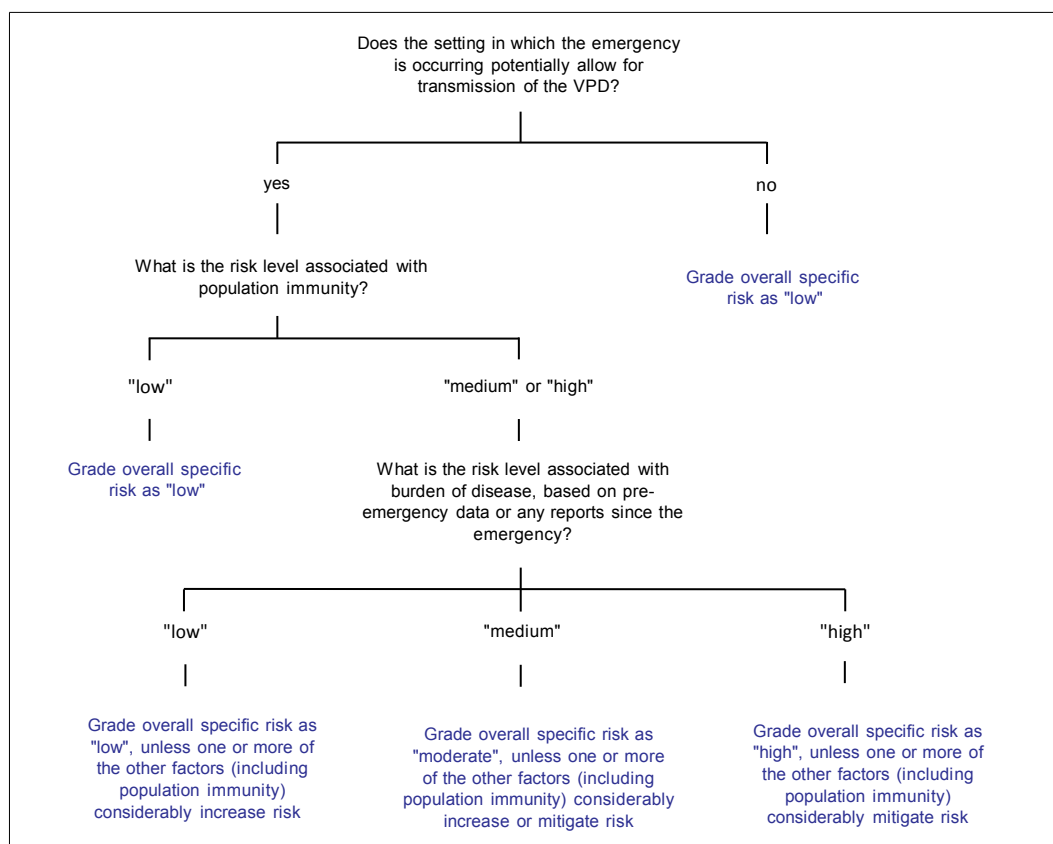 Does the setting in which the emergency
is occurring potentially allow for
transmission of the VPD?
yes
no
What is the risk level associated with
population immunity?
Grade overall specific
risk as "low"
"low"
"medium" or "high"
Grade overall specific
risk as "low"
What is the risk level associated with
burden of disease, based on pre-
emergency data or any reports since the
emergency?
"low"
"medium"
"high"
Grade overall specific risk as
"low", unless one or more of
the other factors (including
population immunity)
considerably increase risk
Grade overall specific risk as
"moderate", unless one or more
of the other factors (including
population immunity) considerably
increase or mitigate risk
Grade overall specific risk as
"high", unless one or more of
the other factors (including
population immunity)
considerably mitigate risk